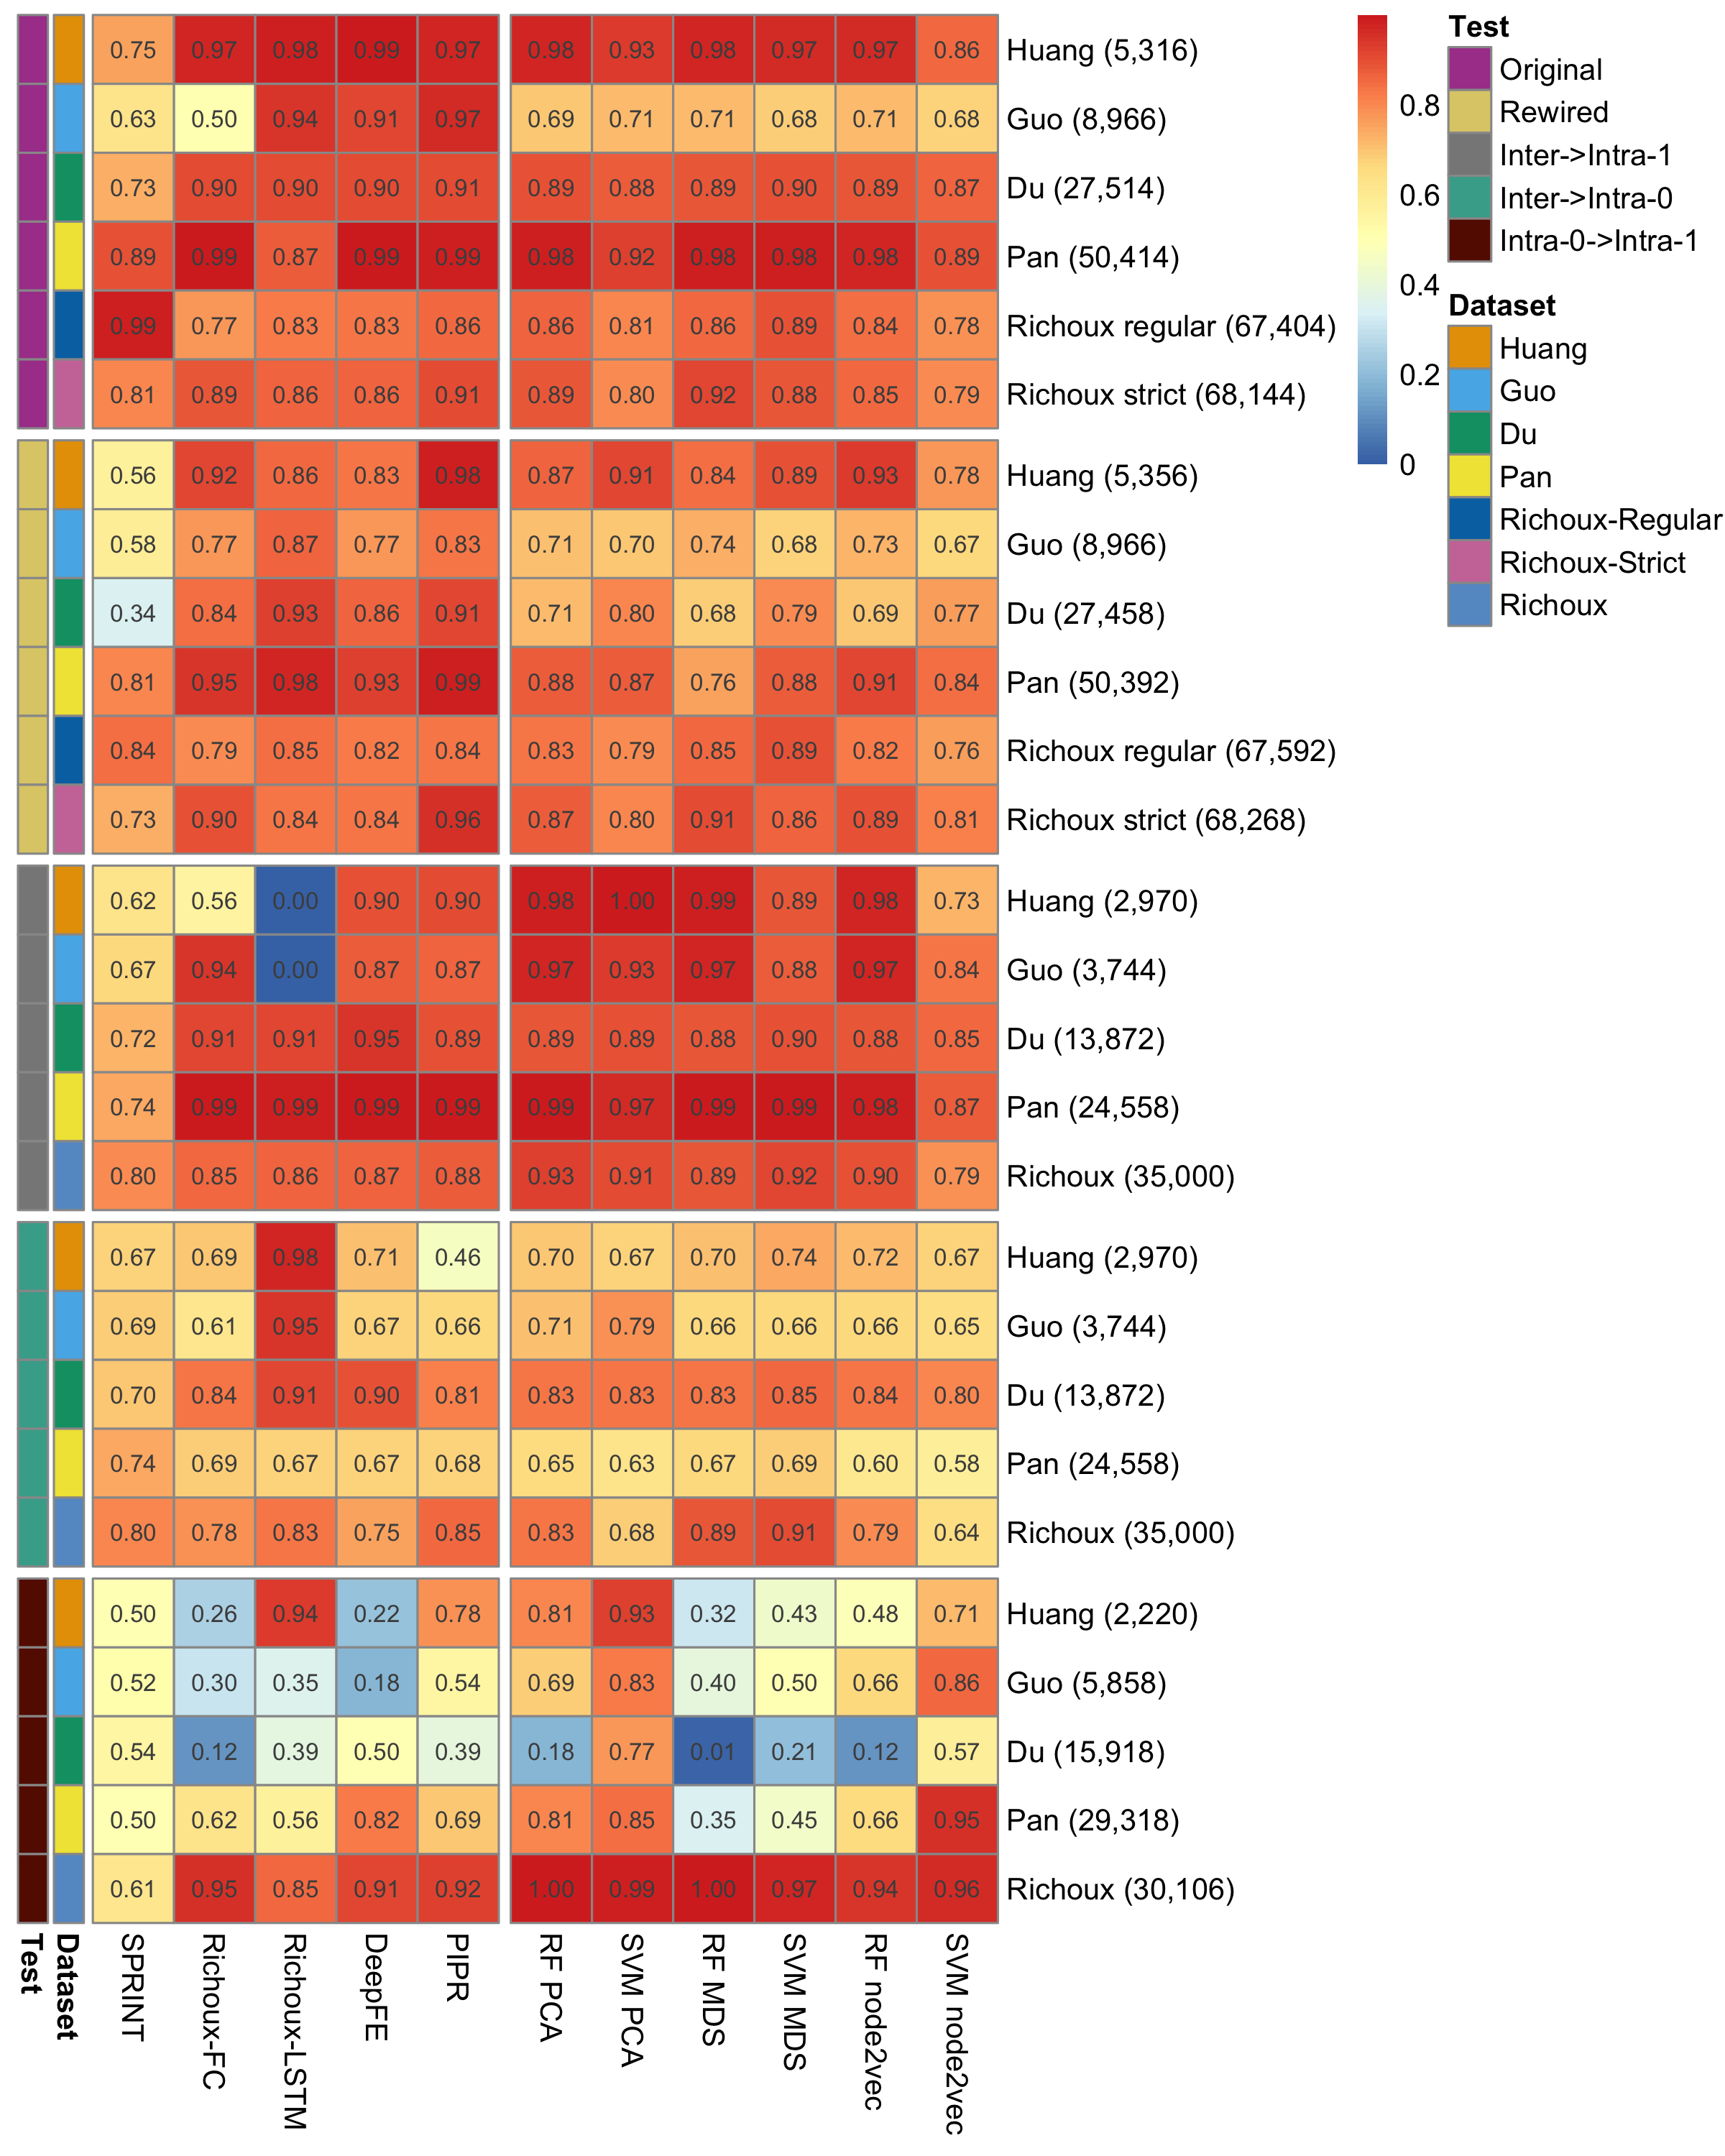 0.75 0.97 0.98 0.99 0.97 0.98 0.93 0.98 0.97 0.97 0.86 Huang (5,316)
0.63 0.50 0.94 0.91 0.97 0.69 0.71 0.71 0.68 0.71 0.68 Guo (8,966)
0.73 0.90 0.90 0.90 0.91 0.89 0.88 0.89 0.90 0.89 0.87 Du (27,514)
0.89 0.99 0.87 0.99 0.99 0.98 0.92 0.98 0.98 0.98 0.89 Pan (50,414)
0.99 0.77 0.83 0.83 0.86 0.86 0.81 0.86 0.89 0.84 0.78 Richoux regular (67,404)
0.81 0.89 0.86 0.86 0.91 0.89 0.80 0.92 0.88 0.85 0.79 Richoux strict (68,144)
0.56 0.92 0.86 0.83 0.98 0.87 0.91 0.84 0.89 0.93 0.78 Huang (5,356)
0.58 0.77 0.87 0.77 0.83 0.71 0.70 0.74 0.68 0.73 0.67 Guo (8,966)
0.34 0.84 0.93 0.86 0.91 0.71 0.80 0.68 0.79 0.69 0.77 Du (27,458)
0.81 0.95 0.98 0.93 0.99 0.88 0.87 0.76 0.88 0.91 0.84 Pan (50,392)
0.84 0.79 0.85 0.82 0.84 0.83 0.79 0.85 0.89 0.82 0.76 Richoux regular (67,592)
0.73 0.90 0.84 0.84 0.96 0.87 0.80 0.91 0.86 0.89 0.81 Richoux strict (68,268)
0.62 0.56 0.00 0.90 0.90 0.98 1.00 0.99 0.89 0.98 0.73 Huang (2,970)
0.67 0.94 0.00 0.87 0.87 0.97 0.93 0.97 0.88 0.97 0.84 Guo (3,744)
0.72 0.91 0.91 0.95 0.89 0.89 0.89 0.88 0.90 0.88 0.85 Du (13,872)
0.74 0.99 0.99 0.99 0.99 0.99 0.97 0.99 0.99 0.98 0.87 Pan (24,558)
0.80 0.85 0.86 0.87 0.88 0.93 0.91 0.89 0.92 0.90 0.79 Richoux (35,000)
0.67 0.69 0.98 0.71 0.46 0.70 0.67 0.70 0.74 0.72 0.67 Huang (2,970)
0.69 0.61 0.95 0.67 0.66 0.71 0.79 0.66 0.66 0.66 0.65 Guo (3,744)
0.70 0.84 0.91 0.90 0.81 0.83 0.83 0.83 0.85 0.84 0.80 Du (13,872)
0.74 0.69 0.67 0.67 0.68 0.65 0.63 0.67 0.69 0.60 0.58 Pan (24,558)
0.80 0.78 0.83 0.75 0.85 0.83 0.68 0.89 0.91 0.79 0.64 Richoux (35,000)
0.50 0.26 0.94 0.22 0.78 0.81 0.93 0.32 0.43 0.48 0.71 Huang (2,220)
0.52 0.30 0.35 0.18 0.54 0.69 0.83 0.40 0.50 0.66 0.86 Guo (5,858)
0.54 0.12 0.39 0.50 0.39 0.18 0.77 0.01 0.21 0.12 0.57 Du (15,918)
0.50 0.62 0.56 0.82 0.69 0.81 0.85 0.35 0.45 0.66 0.95 Pan (29,318)
0.61 0.95 0.85 0.91 0.92 1.00 0.99 1.00 0.97 0.94 0.96 Richoux (30,106)
Test
Dataset
SPRINT
Richoux-FC
Richoux-LSTM
DeepFE
PIPR
RF PCA
SVM PCA
RF MDS
SVM MDS
RF node2vec
SVM node2vec
0.8
0.6
0.4
0.2
0
Test
Original
Rewired
Inter->Intra-1
Inter->Intra-0
Intra-0->Intra-1
Dataset
Huang
Guo
Du
Pan
Richoux-Regular
Richoux-Strict
Richoux